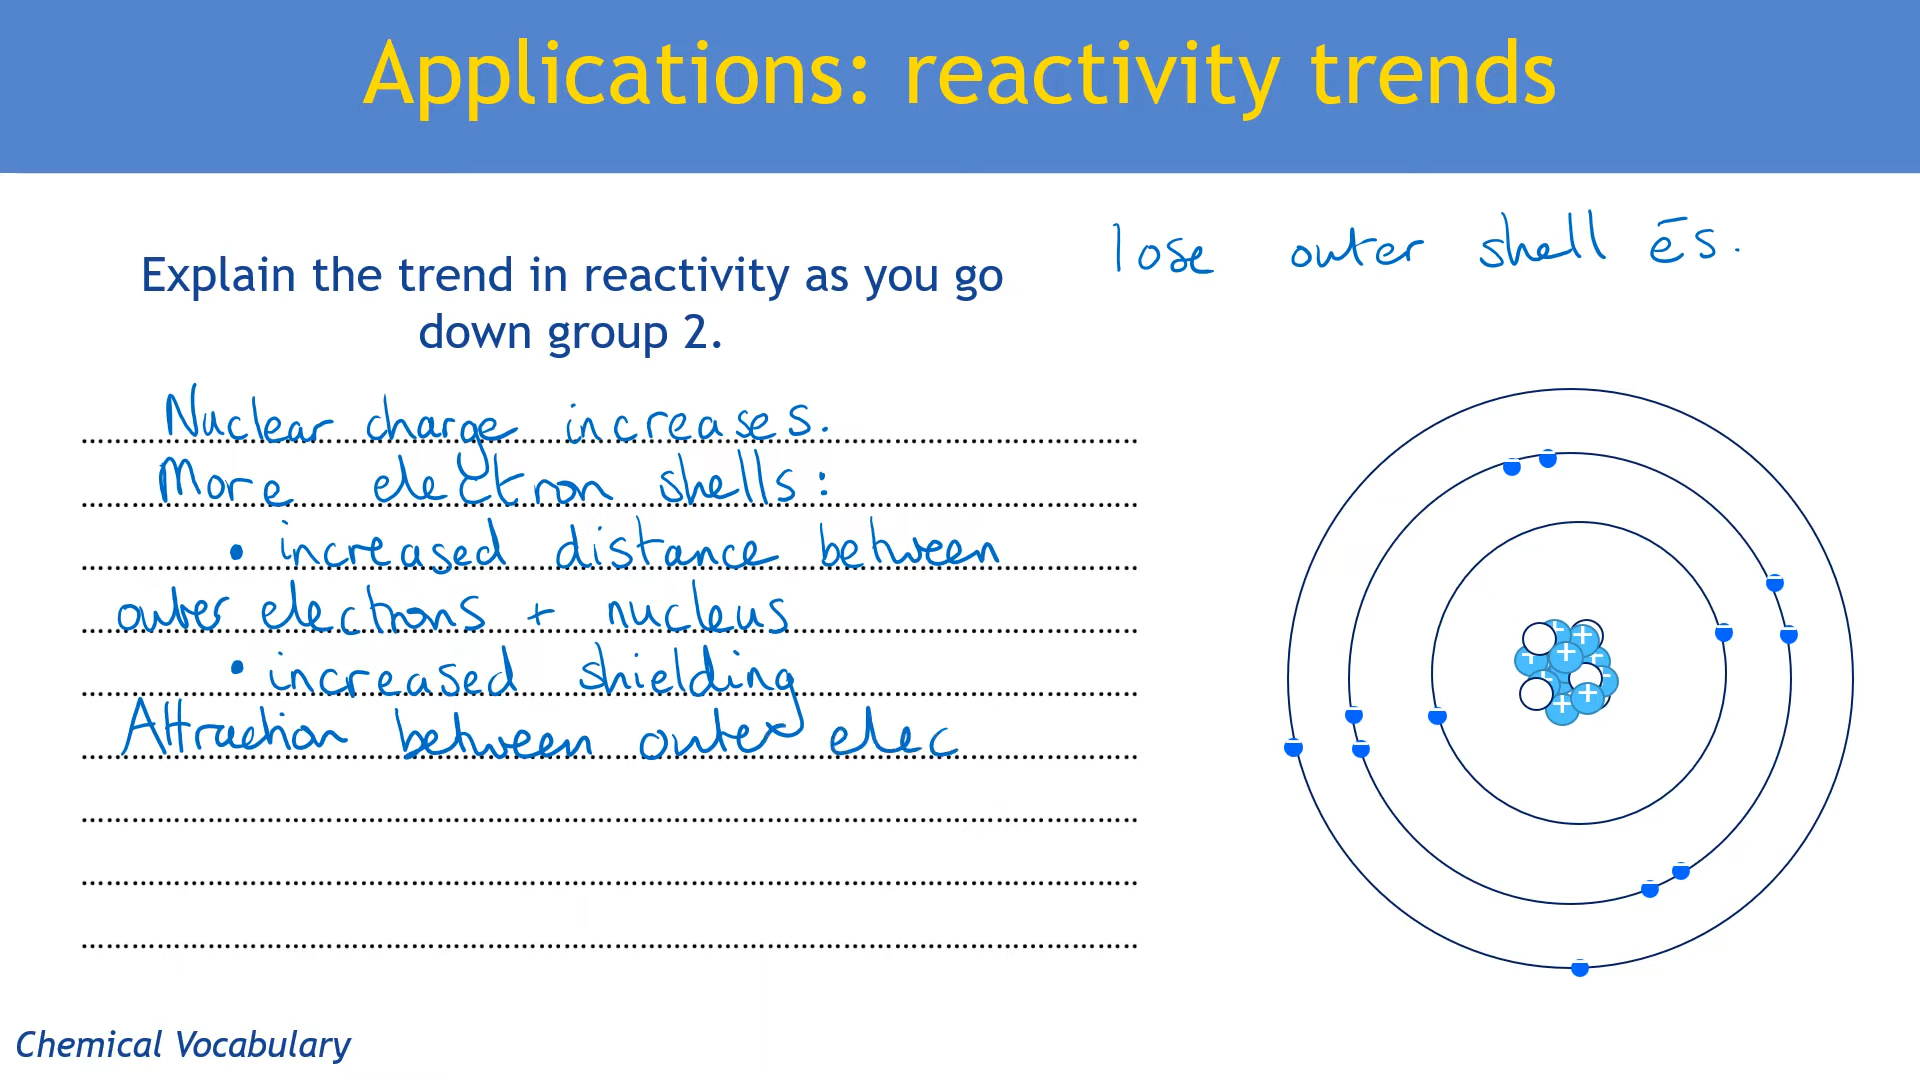 Applications: reactivity trends
lose outer shell ēs.
Explain the trend in reactivity as you go
down group 2.
Nuclear charge increases.
More electron shells:
• increased distance between
outer electrons + nucleus
• increased shielding
Attraction between outer elec
Chemical Vocabulary